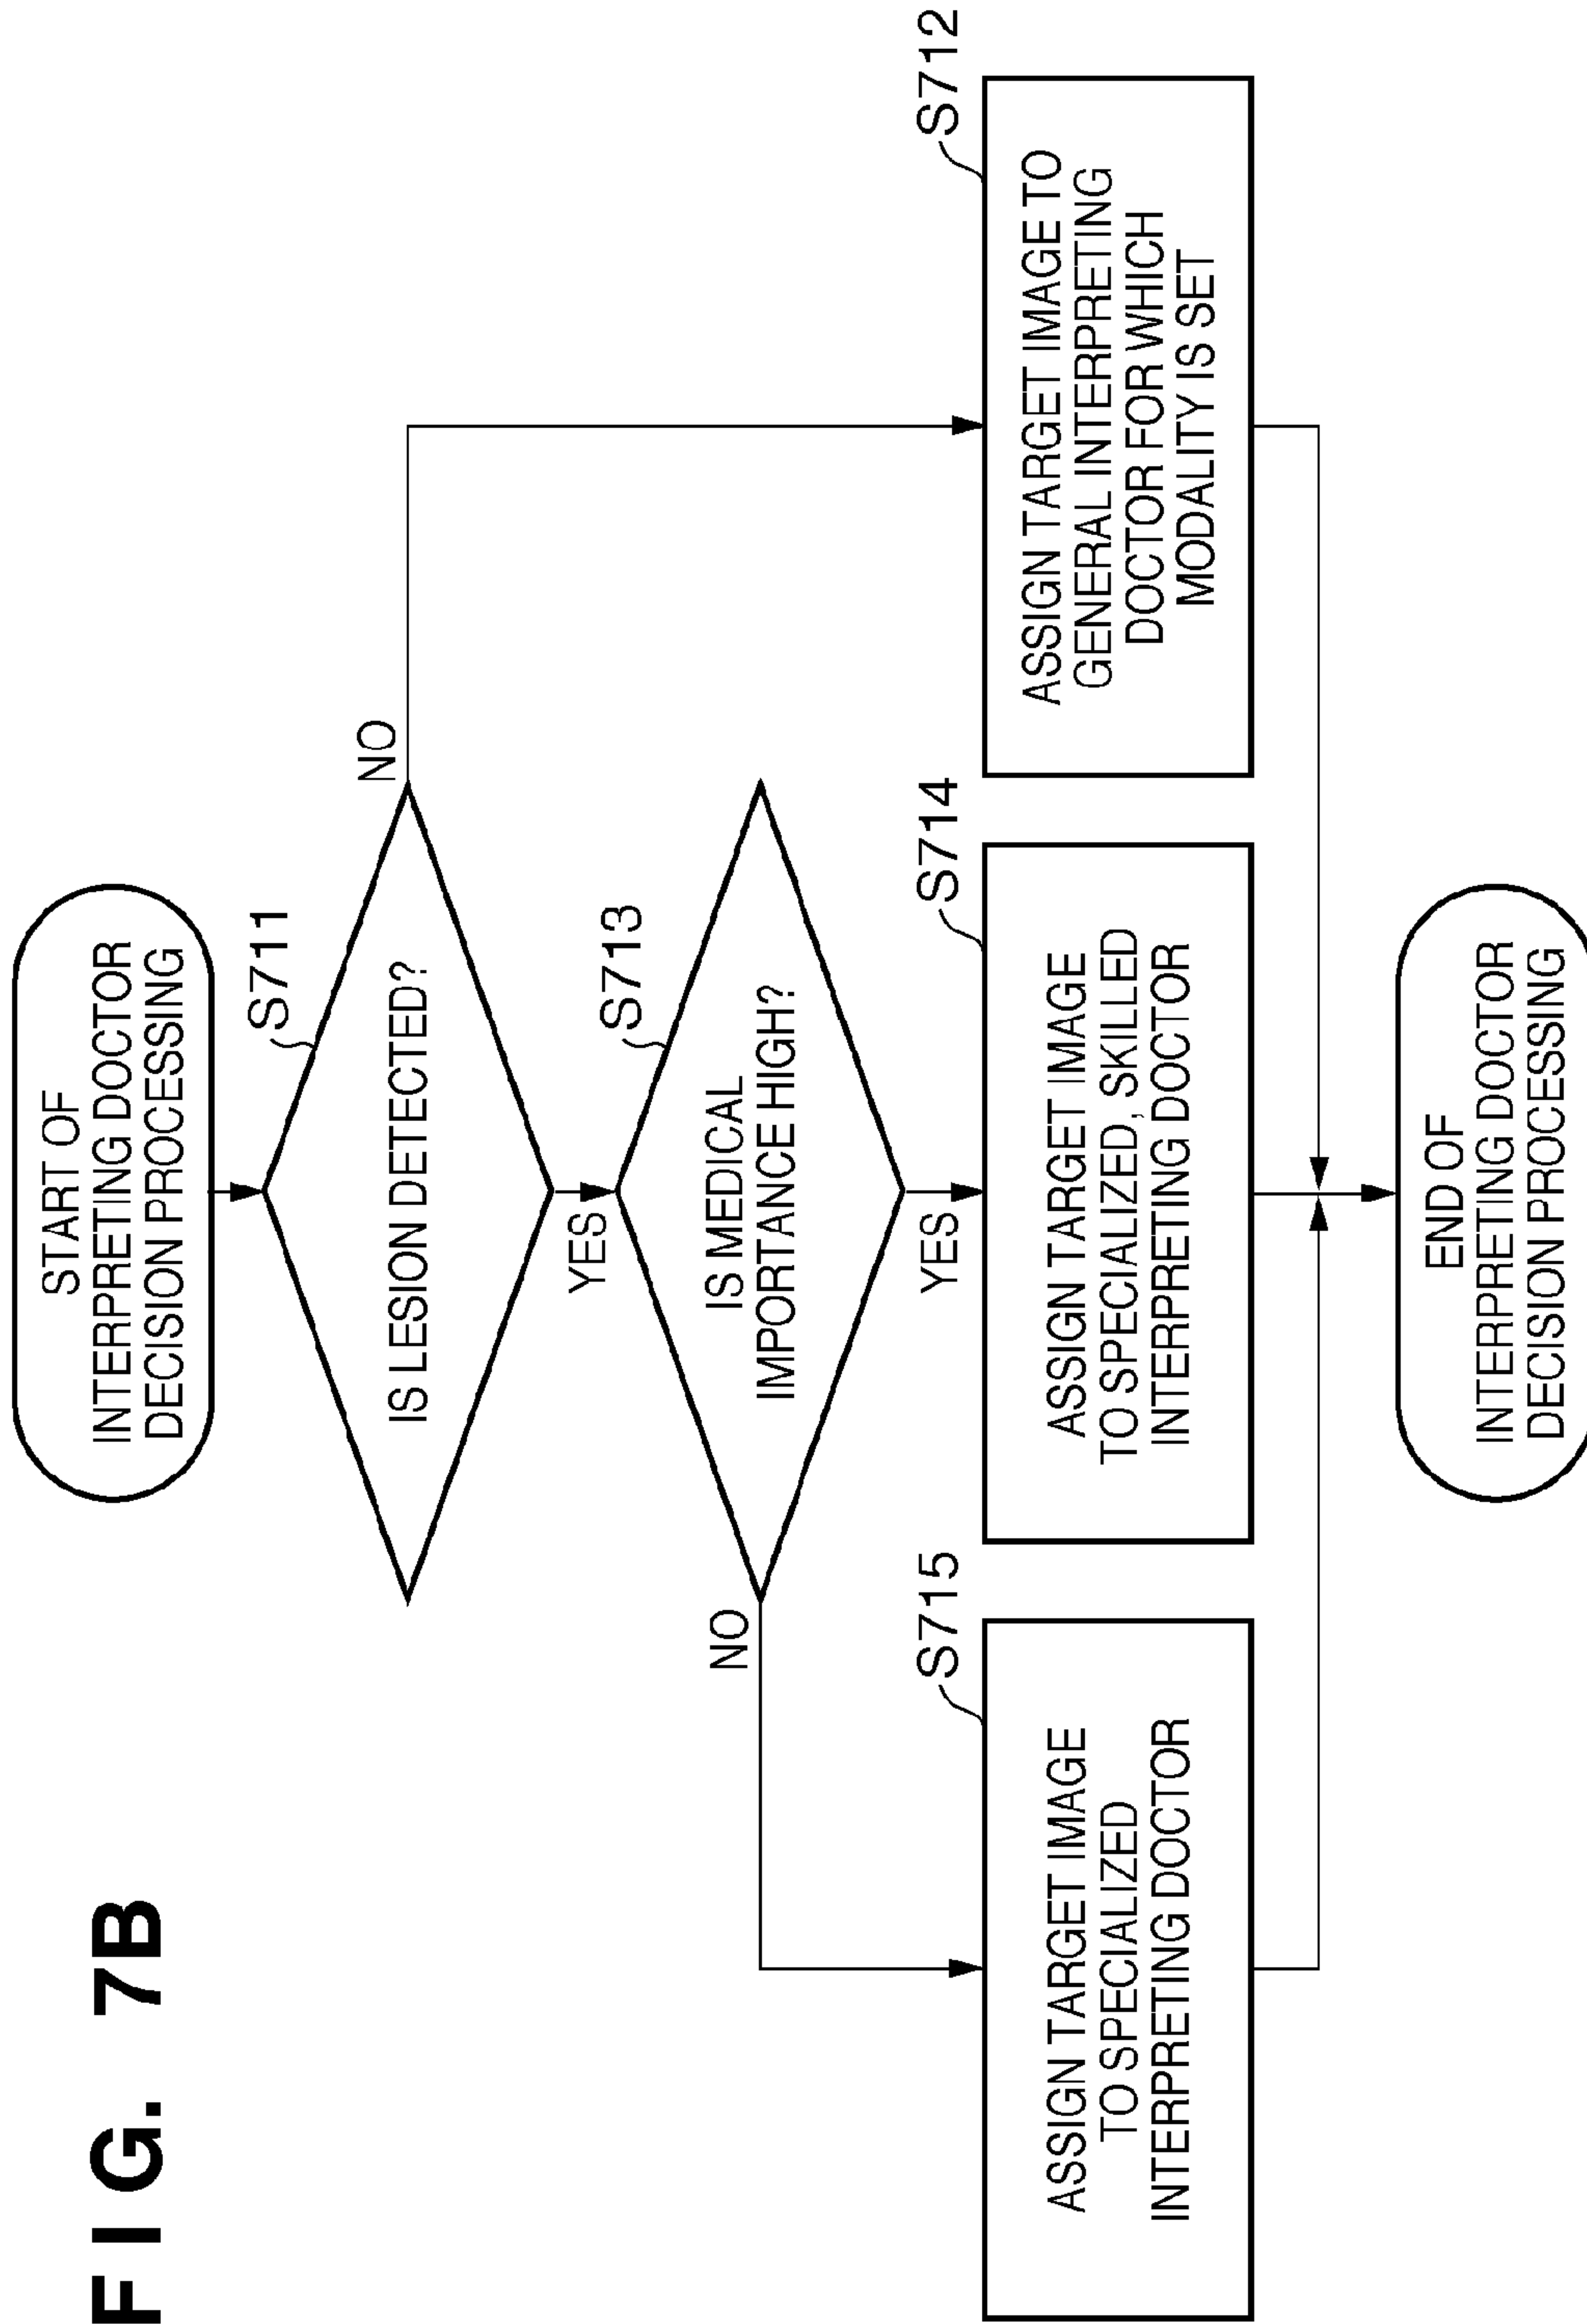 FIG. 7B
START OF
INTERPRETING DOCTOR
DECISION PROCESSING
S711
IS LESION DETECTED?
NO
YES
S713
IS MEDICAL
IMPORTANCE HIGH?
NO
YES
S715
ASSIGN TARGET IMAGE
TO SPECIALIZED
INTERPRETING DOCTOR
S714
ASSIGN TARGET IMAGE
TO SPECIALIZED, SKILLED
INTERPRETING DOCTOR
S712
ASSIGN TARGET IMAGE TO
GENERAL INTERPRETING
DOCTOR FOR WHICH
MODALITY IS SET
END OF
INTERPRETING DOCTOR
DECISION PROCESSING